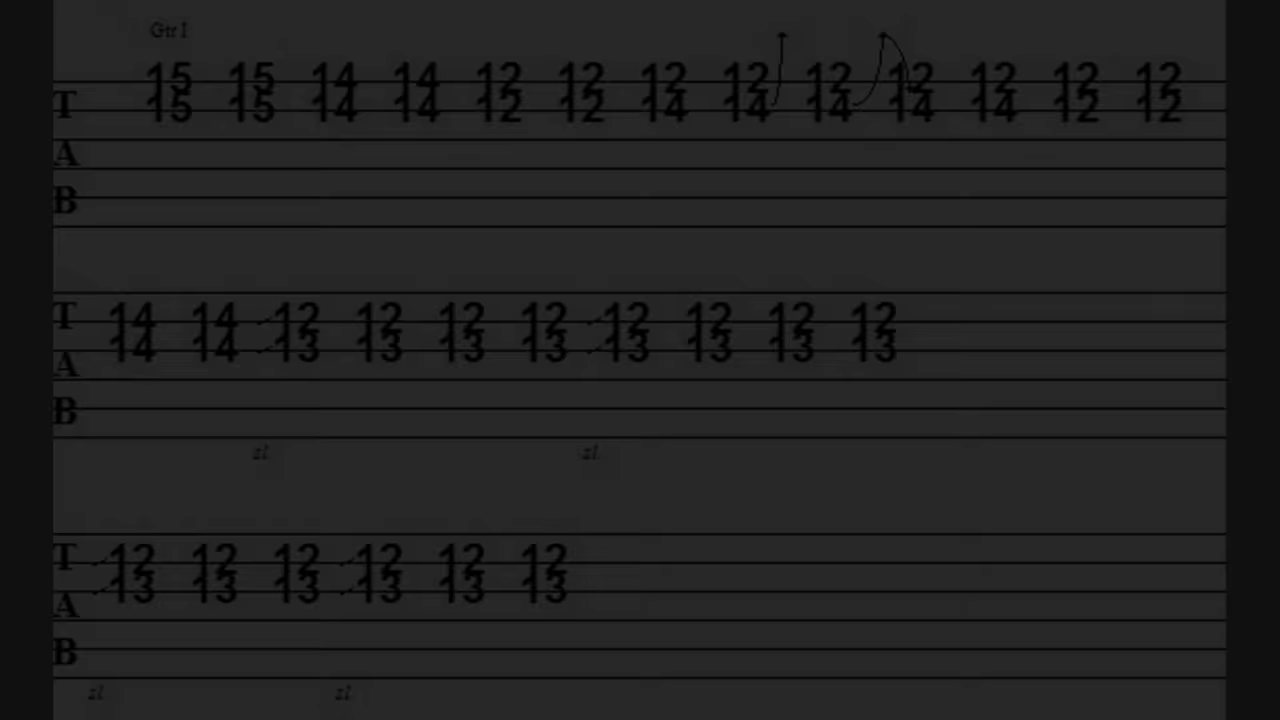 Gtr I
15 15 14 14 12 12 12 12 12 12 12 12 12
T 15 15 14 14 12 12 14 14 14 14 14 12 12
A
B
T 14 14 12 12 12 12 12 12 12 12
14 14 13 13 13 13 13 13 13 13
A
B
sl. sl.
T 12 12 12 12 12 12
13 13 13 13 13 13
A
B
sl. sl.